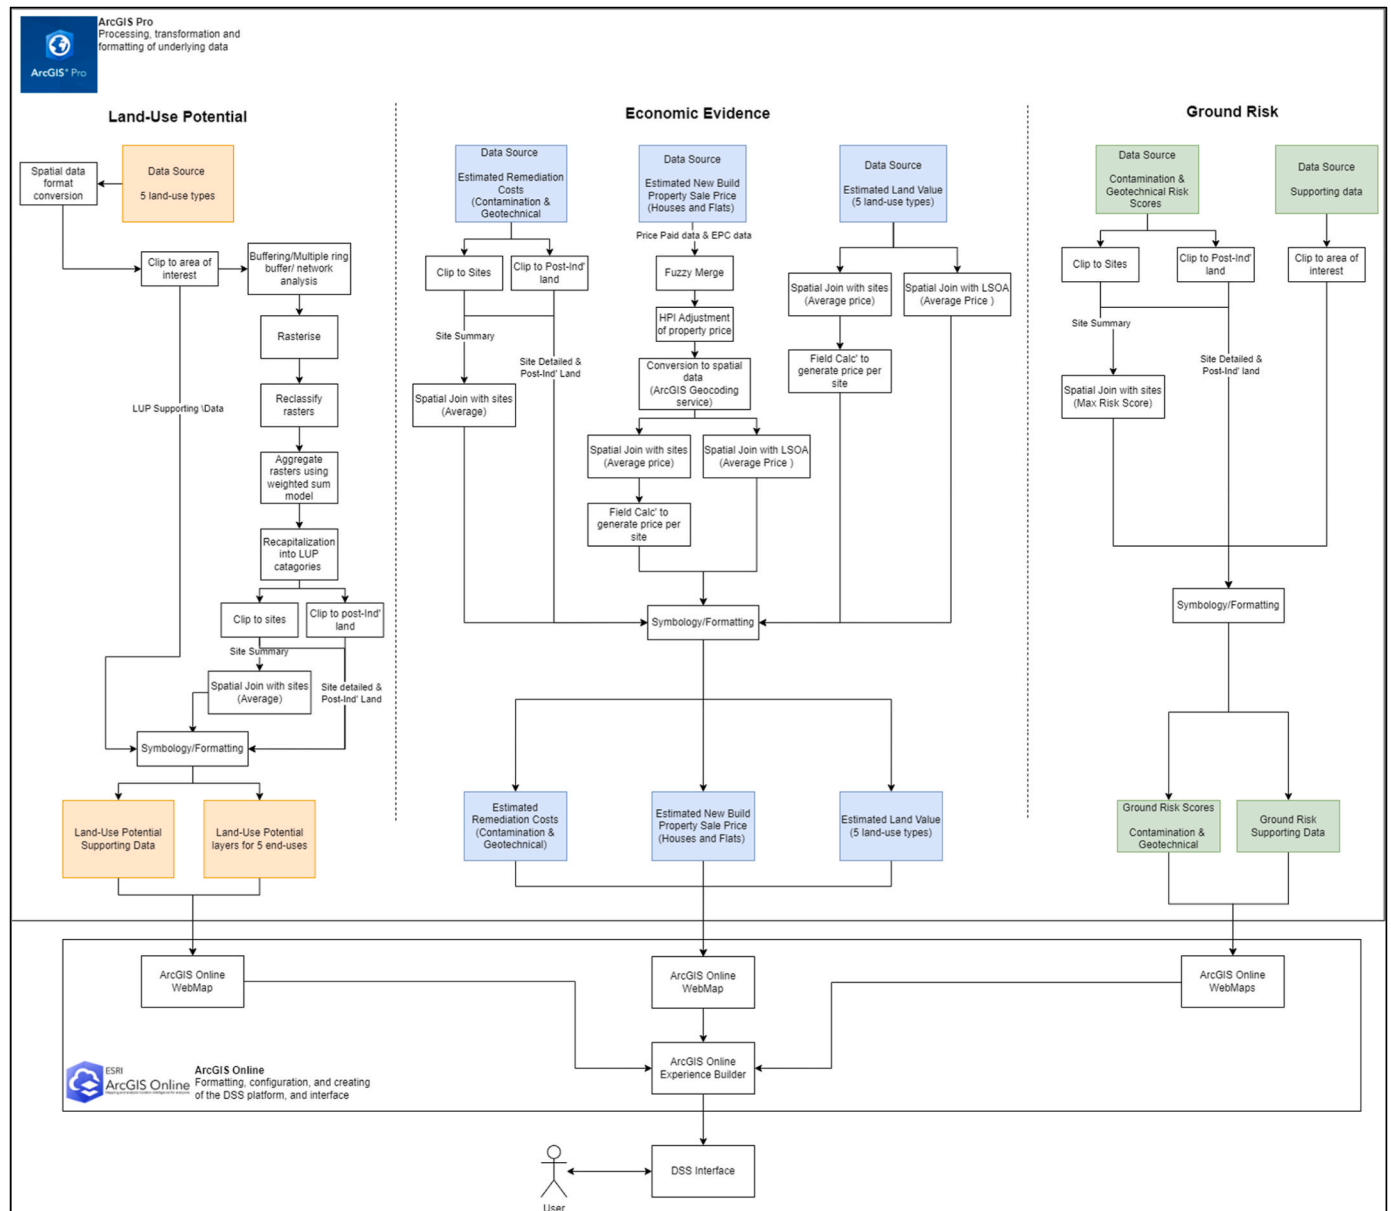 ArcGIS Pro
Processing, transformation and
formatting of underlying data
ArcGIS® Pro
Land-Use Potential
Economic Evidence
Ground Risk
Spatial data
format
conversion
Data Source
5 land-use types
Clip to area of
interest
Buffering/Multiple ring
buffer/ network
analysis
Rasterise
Reclassify
rasters
LUP Supporting \Data
Aggregate
rasters using
weighted sum
model
Recapitalization
into LUP
catagories
Clip to sites
Clip to post-Ind'
land
Site Summary
Spatial Join with sites
(Average)
Site detailed &
Post-Ind' Land
Symbology/Formatting
Land-Use Potential
Supporting Data
Land-Use Potential
layers for 5 end-uses
Data Source
Estimated Remediation
Costs
(Contamination &
Geotechnical
Clip to Sites
Clip to Post-Ind'
land
Site Summary
Site Detailed &
Post-Ind' Land
Spatial Join with sites
(Average)
Data Source
Estimated New Build
Property Sale Price
(Houses and Flats)
Price Paid data & EPC data
Fuzzy Merge
HPI Adjustment
of property price
Conversion to spatial
data
(ArcGIS Geocoding
service)
Spatial Join with sites
(Average price)
Spatial Join with LSOA
(Average Price )
Field Calc' to
generate price per
site
Data Source
Estimated Land Value
(5 land-use types)
Spatial Join with sites
(Average price)
Spatial Join with LSOA
(Average Price )
Field Calc' to
generate price per
site
Symbology/Formatting
Estimated
Remediation Costs
(Contamination &
Geotechnical)
Estimated New Build
Property Sale Price
(Houses and Flats)
Estimated Land Value
(5 land-use types)
Data Source
Contamination &
Geotechnical Risk
Scores
Data Source
Supporting data
Clip to Sites
Clip to Post-Ind'
land
Clip to area of
interest
Site Summary
Site Detailed &
Post-Ind' land
Spatial Join with sites
(Max Risk Score)
Symbology/Formatting
Ground Risk Scores
Contamination &
Geotechnical
Ground Risk
Supporting Data
ArcGIS Online
WebMap
ArcGIS Online
WebMap
ArcGIS Online
WebMaps
ArcGIS Online
Experience Builder
ESRI
ArcGIS Online
ArcGIS Online
Formatting, configuration, and creating
of the DSS platform, and interface
DSS Interface
User